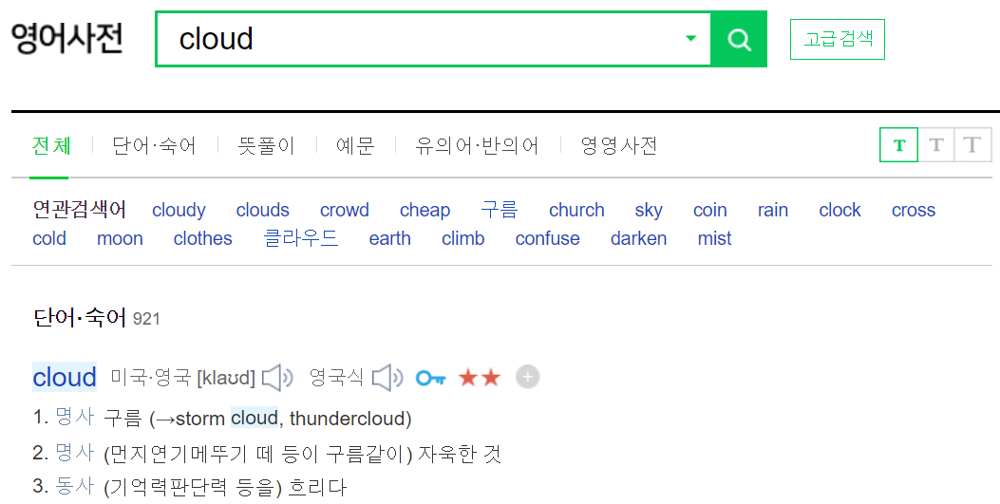 영어사전 cloud 고급검색
전체 단어·숙어 뜻풀이 예문 유의어·반의어 영영사전 T T T
연관검색어 cloudy clouds crowd cheap 구름 church sky coin rain clock cross
cold moon clothes 클라우드 earth climb confuse darken mist
단어·숙어 921
cloud 미국·영국 [klaʊd] 영국식
1. 명사 구름 (→storm cloud, thundercloud)
2. 명사 (먼지연기메뚜기 떼 등이 구름같이) 자욱한 것
3. 동사 (기억력판단력 등을) 흐리다